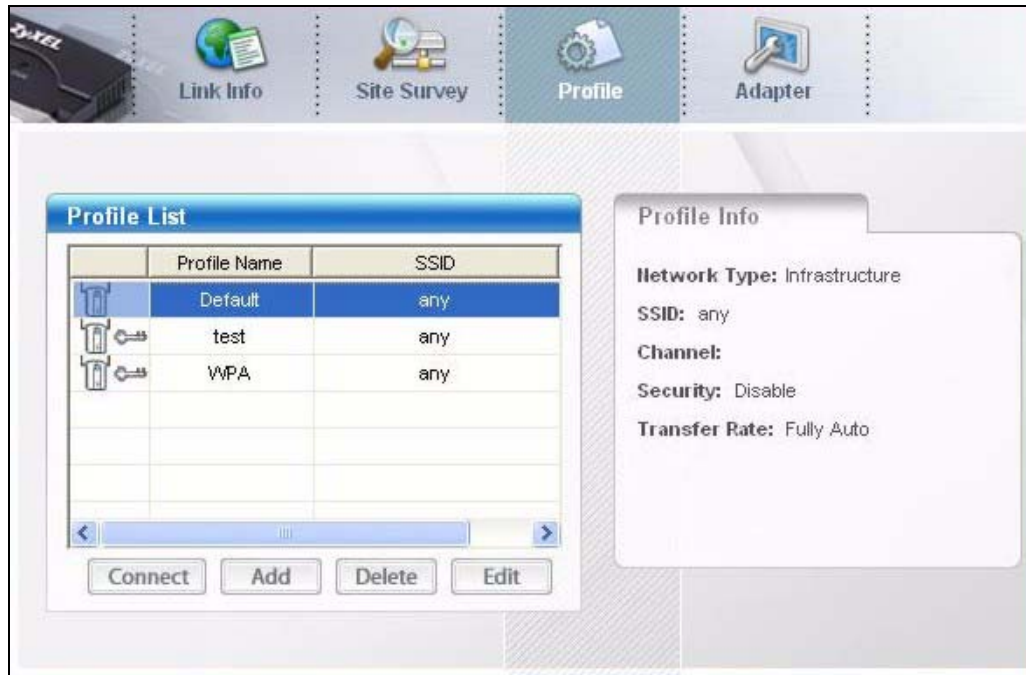 ZyXEL
Link Info
Site Survey
Profile
Adapter
Profile List
Profile Name SSID
Default any
test any
WPA any
Connect Add Delete Edit
Profile Info
Network Type: Infrastructure
SSID: any
Channel:
Security: Disable
Transfer Rate: Fully Auto